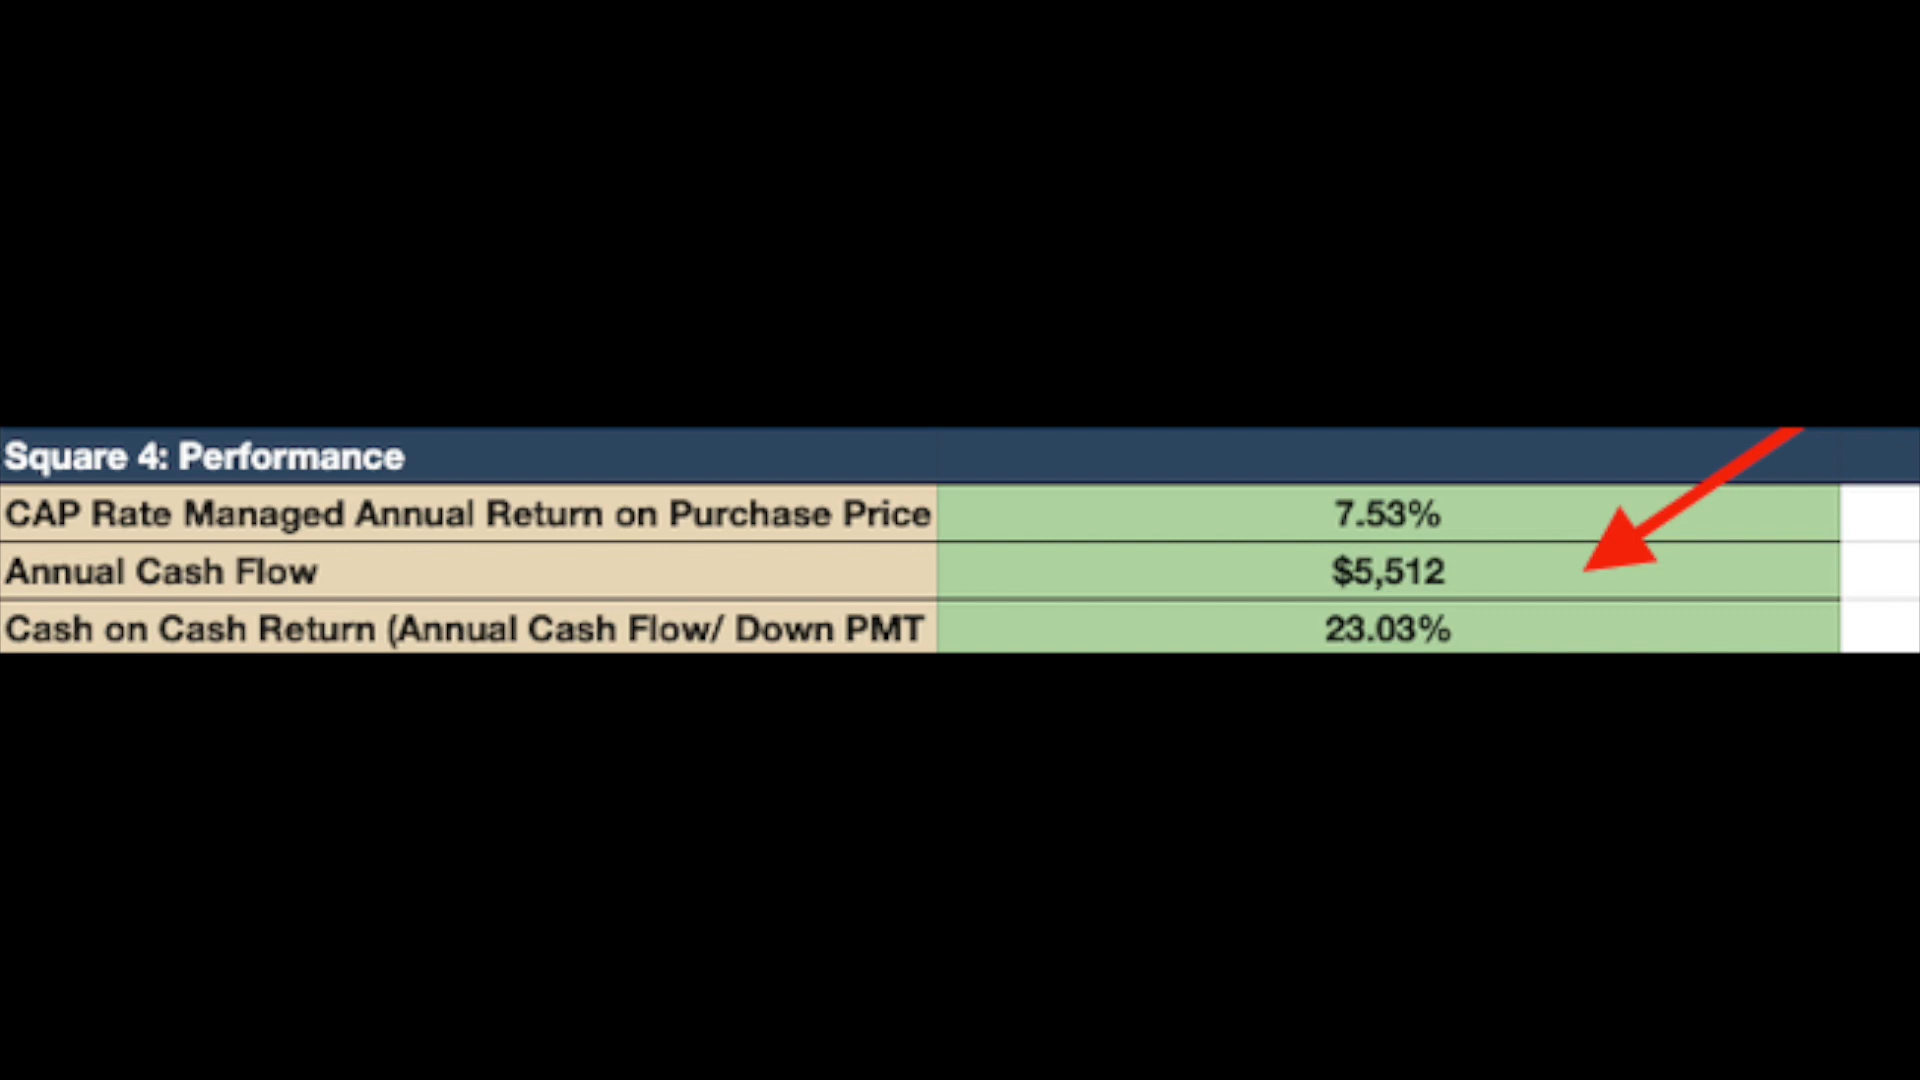 Square 4: Performance
CAP Rate Managed Annual Return on Purchase Price 7.53%
Annual Cash Flow $5,512
Cash on Cash Return (Annual Cash Flow/ Down PMT 23.03%